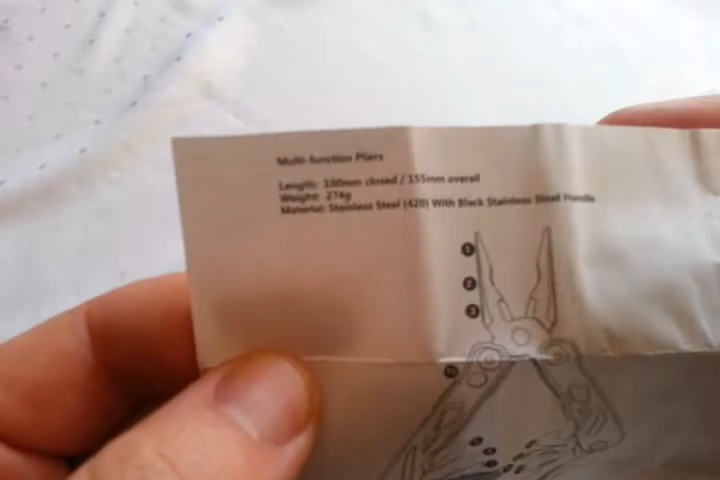 Multi-function Pliers
Length: 100mm closed / 155mm overall
Weight: 274g
Material: Stainless Steel (420) With Black Stainless Steel Handle
1
2
3